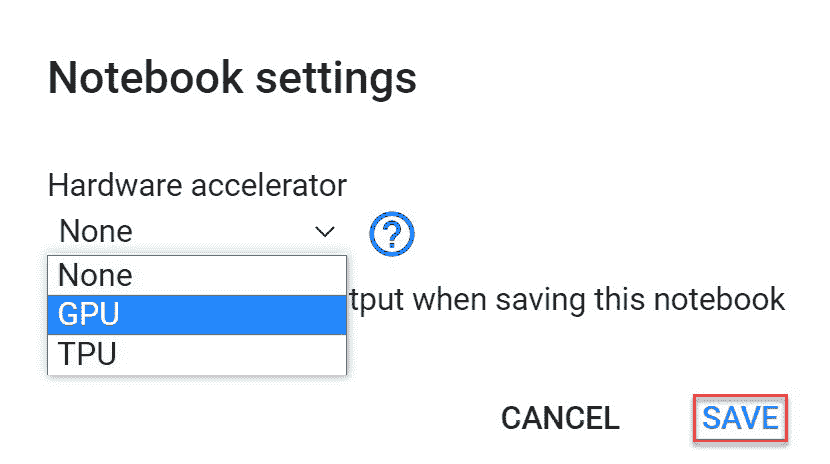 Notebook settings
Hardware accelerator
None
?
None
GPU
tput when saving this notebook
TPU
CANCEL SAVE